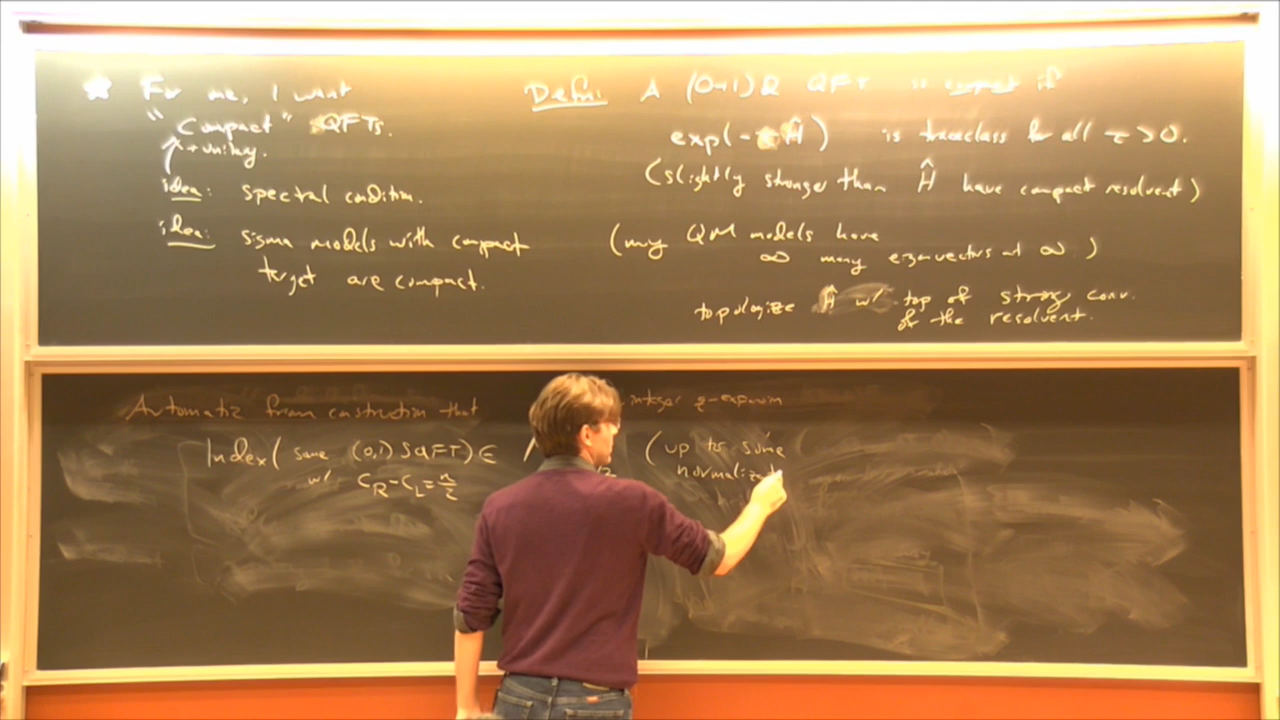 ★ For me, I want
"Compact" QFTs.
+ unitary.
idea: spectral condition.
idea: sigma models with compact
target are compact.
Defn: A (0+1)D QFT is compact if
exp(-τĤ) is traceclass for all τ>0.
(slightly stronger than Ĥ have compact resolvent)
(my QM models have
∞ many eigenvectors at ∞)
topologize Ĥ w/ top of strong conv.
of the resolvent.
Automatic from construction that
integer q-expansion
Index( some (0,1) SQFT) ∈
w/ C_R - C_L = n/2
(up to some
normaliz